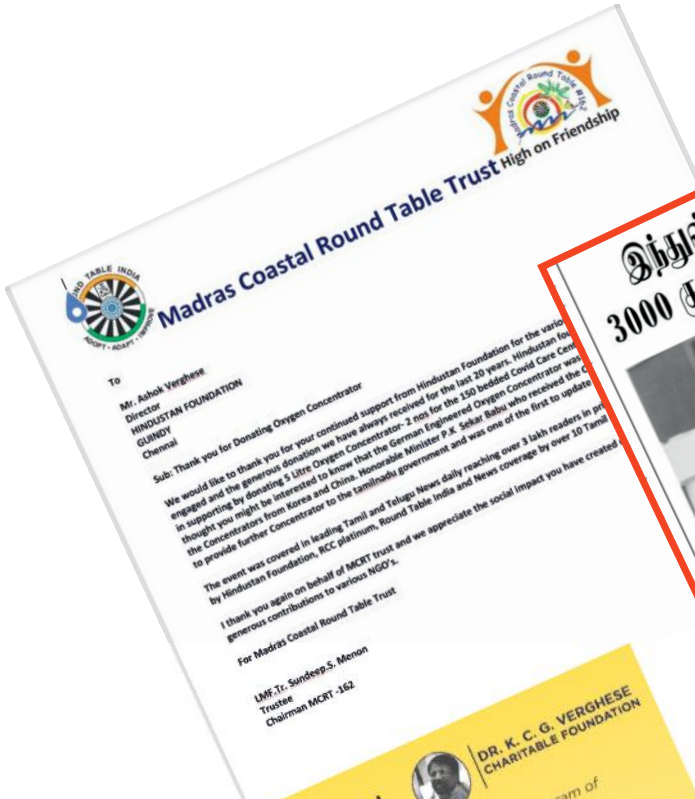 Madras Coastal Round Table #162
High on Friendship
ROUND TABLE INDIA
ADOPT • ADAPT • IMPROVE
Madras Coastal Round Table Trust
To
Mr. Ashok Verghese
Director
HINDUSTAN FOUNDATION
GUINDY
Chennai
Sub: Thank you for Donating Oxygen Concentrator
We would like to thank you for your continued support from Hindustan Foundation for the
engaged and the generous donation we have always received for the last 20 years. Hindustan
in supporting by donating 5 Litre Oxygen Concentrator- 2 nos for the 150 bedded Covid Care
thought you might be interested to know that the German Engineered Oxygen Concentrator was
the Concentrators from Korea and China. Honorable Minister P.K. Sekar Babu who received the
to provide further Concentrator to the tamilnadu government and was one of the first to update
The event was covered in leading Tamil and Telugu News daily reaching over 3 lakh readers in
by Hindustan Foundation, RCC platinum, Round Table India and News coverage by over 10 Tamil
I thank you again on behalf of MCRT trust and we appreciate the social impact you have created
generous contributions to various NGO's.
For Madras Coastal Round Table Trust
LMF.Tr. Sundeep.S. Menon
Trustee
Chairman MCRT -162
3000
DR. K. C. G. VERGHESE
CHARITABLE FOUNDATION
of